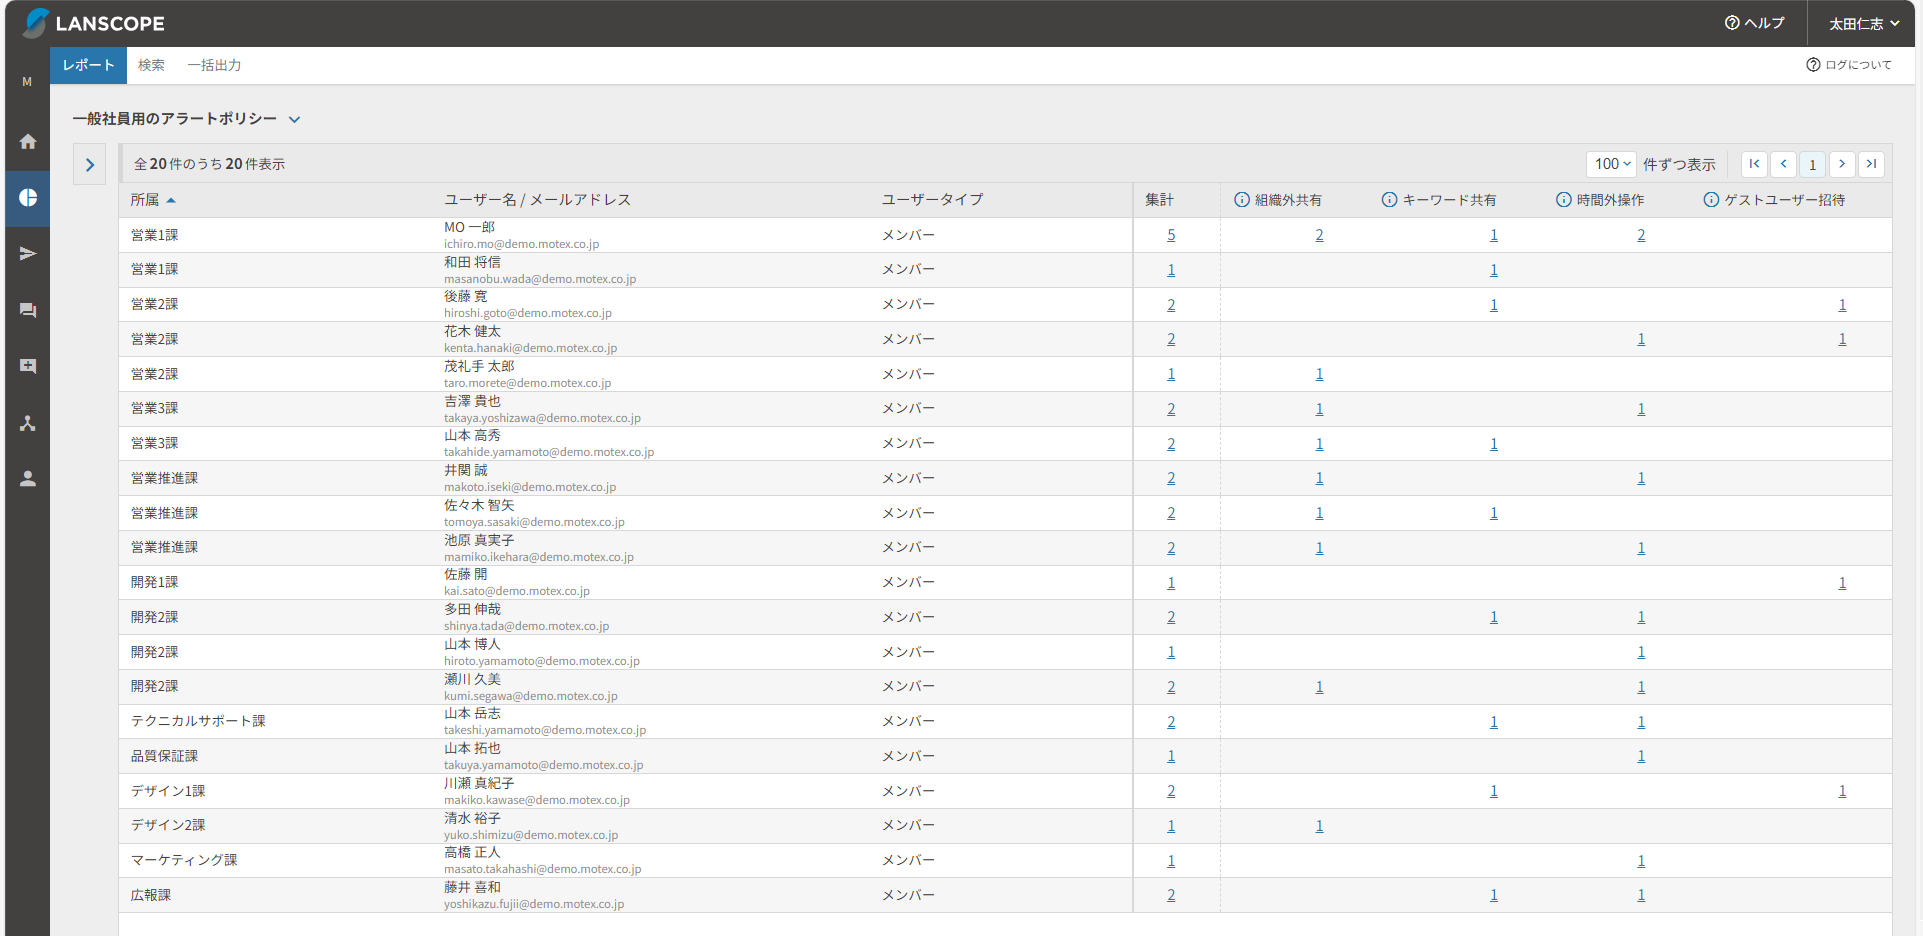 LANSCOPE
ヘルプ
太田仁志
M
レポート 検索 一括出力
ログについて
一般社員用のアラートポリシー
全20件のうち20件表示
100 件ずつ表示 1
所属 ユーザー名 / メールアドレス ユーザータイプ 集計 組織外共有 キーワード共有 時間外操作 ゲストユーザー招待
営業1課 MO 一郎 メンバー 5 2 1 2
ichiro.mo@demo.motex.co.jp
営業1課 和田 将信 メンバー 1 1
masanobu.wada@demo.motex.co.jp
営業2課 後藤 寛 メンバー 2 1 1
hiroshi.goto@demo.motex.co.jp
営業2課 花木 健太 メンバー 2 1 1
kenta.hanaki@demo.motex.co.jp
営業2課 茂礼手 太郎 メンバー 1 1
taro.morete@demo.motex.co.jp
営業3課 吉澤 貴也 メンバー 2 1 1
takaya.yoshizawa@demo.motex.co.jp
営業3課 山本 高秀 メンバー 2 1 1
takahide.yamamoto@demo.motex.co.jp
営業推進課 井関 誠 メンバー 2 1 1
makoto.iseki@demo.motex.co.jp
営業推進課 佐々木 智矢 メンバー 2 1 1
tomoya.sasaki@demo.motex.co.jp
営業推進課 池原 真実子 メンバー 2 1 1
mamiko.ikehara@demo.motex.co.jp
開発1課 佐藤 開 メンバー 1 1
kai.sato@demo.motex.co.jp
開発2課 多田 伸哉 メンバー 2 1 1
shinya.tada@demo.motex.co.jp
開発2課 山本 博人 メンバー 1 1
hiroto.yamamoto@demo.motex.co.jp
開発2課 瀬川 久美 メンバー 2 1 1
kumi.segawa@demo.motex.co.jp
テクニカルサポート課 山本 岳志 メンバー 2 1 1
takeshi.yamamoto@demo.motex.co.jp
品質保証課 山本 拓也 メンバー 1 1
takuya.yamamoto@demo.motex.co.jp
デザイン1課 川瀬 真紀子 メンバー 2 1 1
makiko.kawase@demo.motex.co.jp
デザイン2課 清水 裕子 メンバー 1 1
yuko.shimizu@demo.motex.co.jp
マーケティング課 高橋 正人 メンバー 1 1
masato.takahashi@demo.motex.co.jp
広報課 藤井 喜和 メンバー 2 1 1
yoshikazu.fujii@demo.motex.co.jp